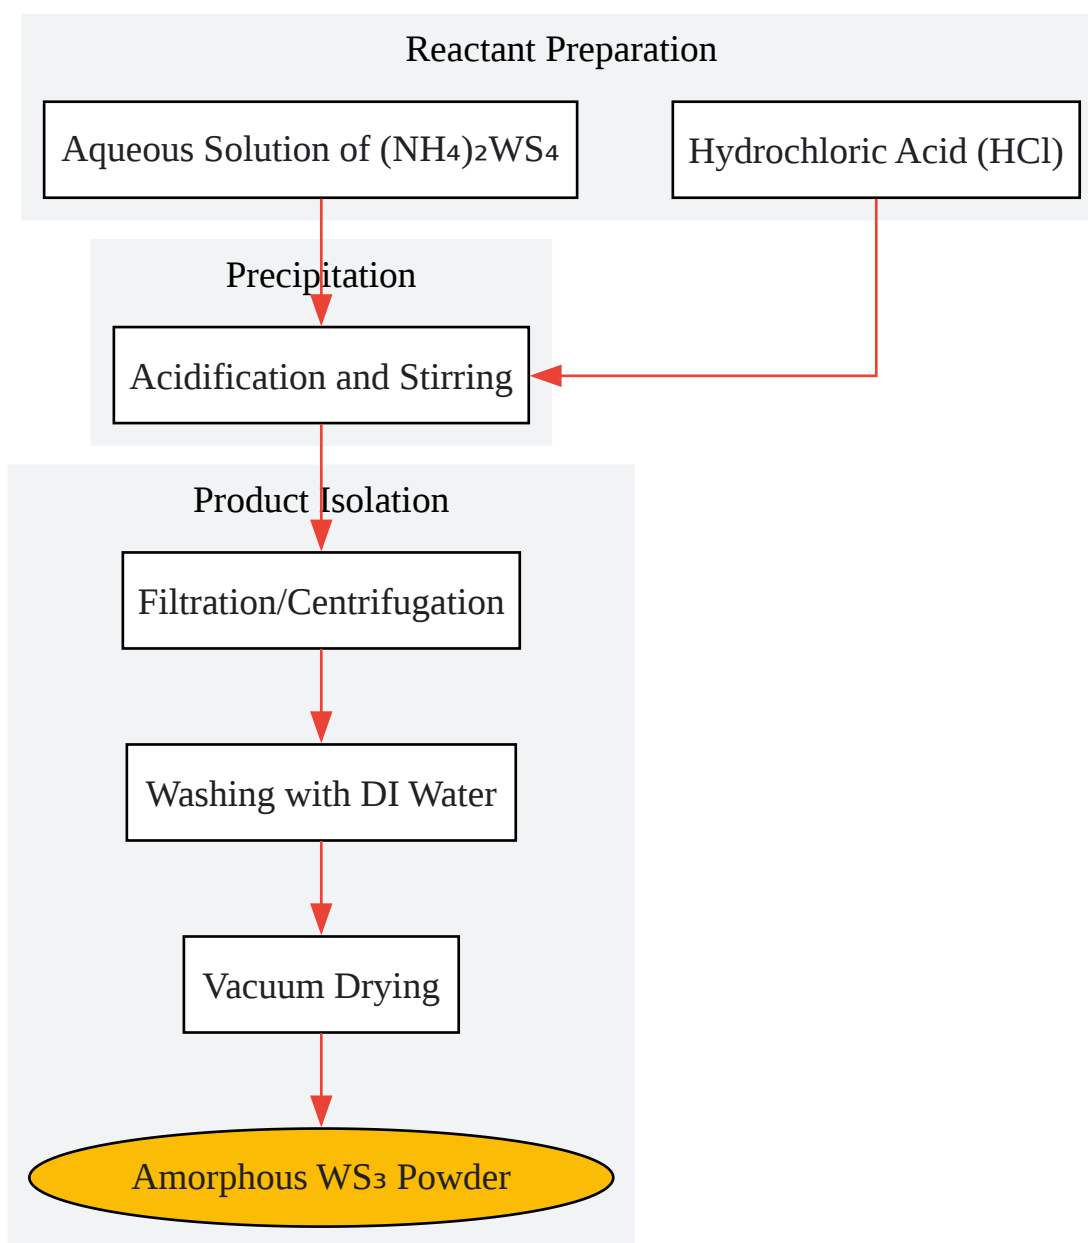 Reactant Preparation
Aqueous Solution of (NH₄)₂WS₄
Hydrochloric Acid (HCl)
Precipitation
Acidification and Stirring
Product Isolation
Filtration/Centrifugation
Washing with DI Water
Vacuum Drying
Amorphous WS₃ Powder